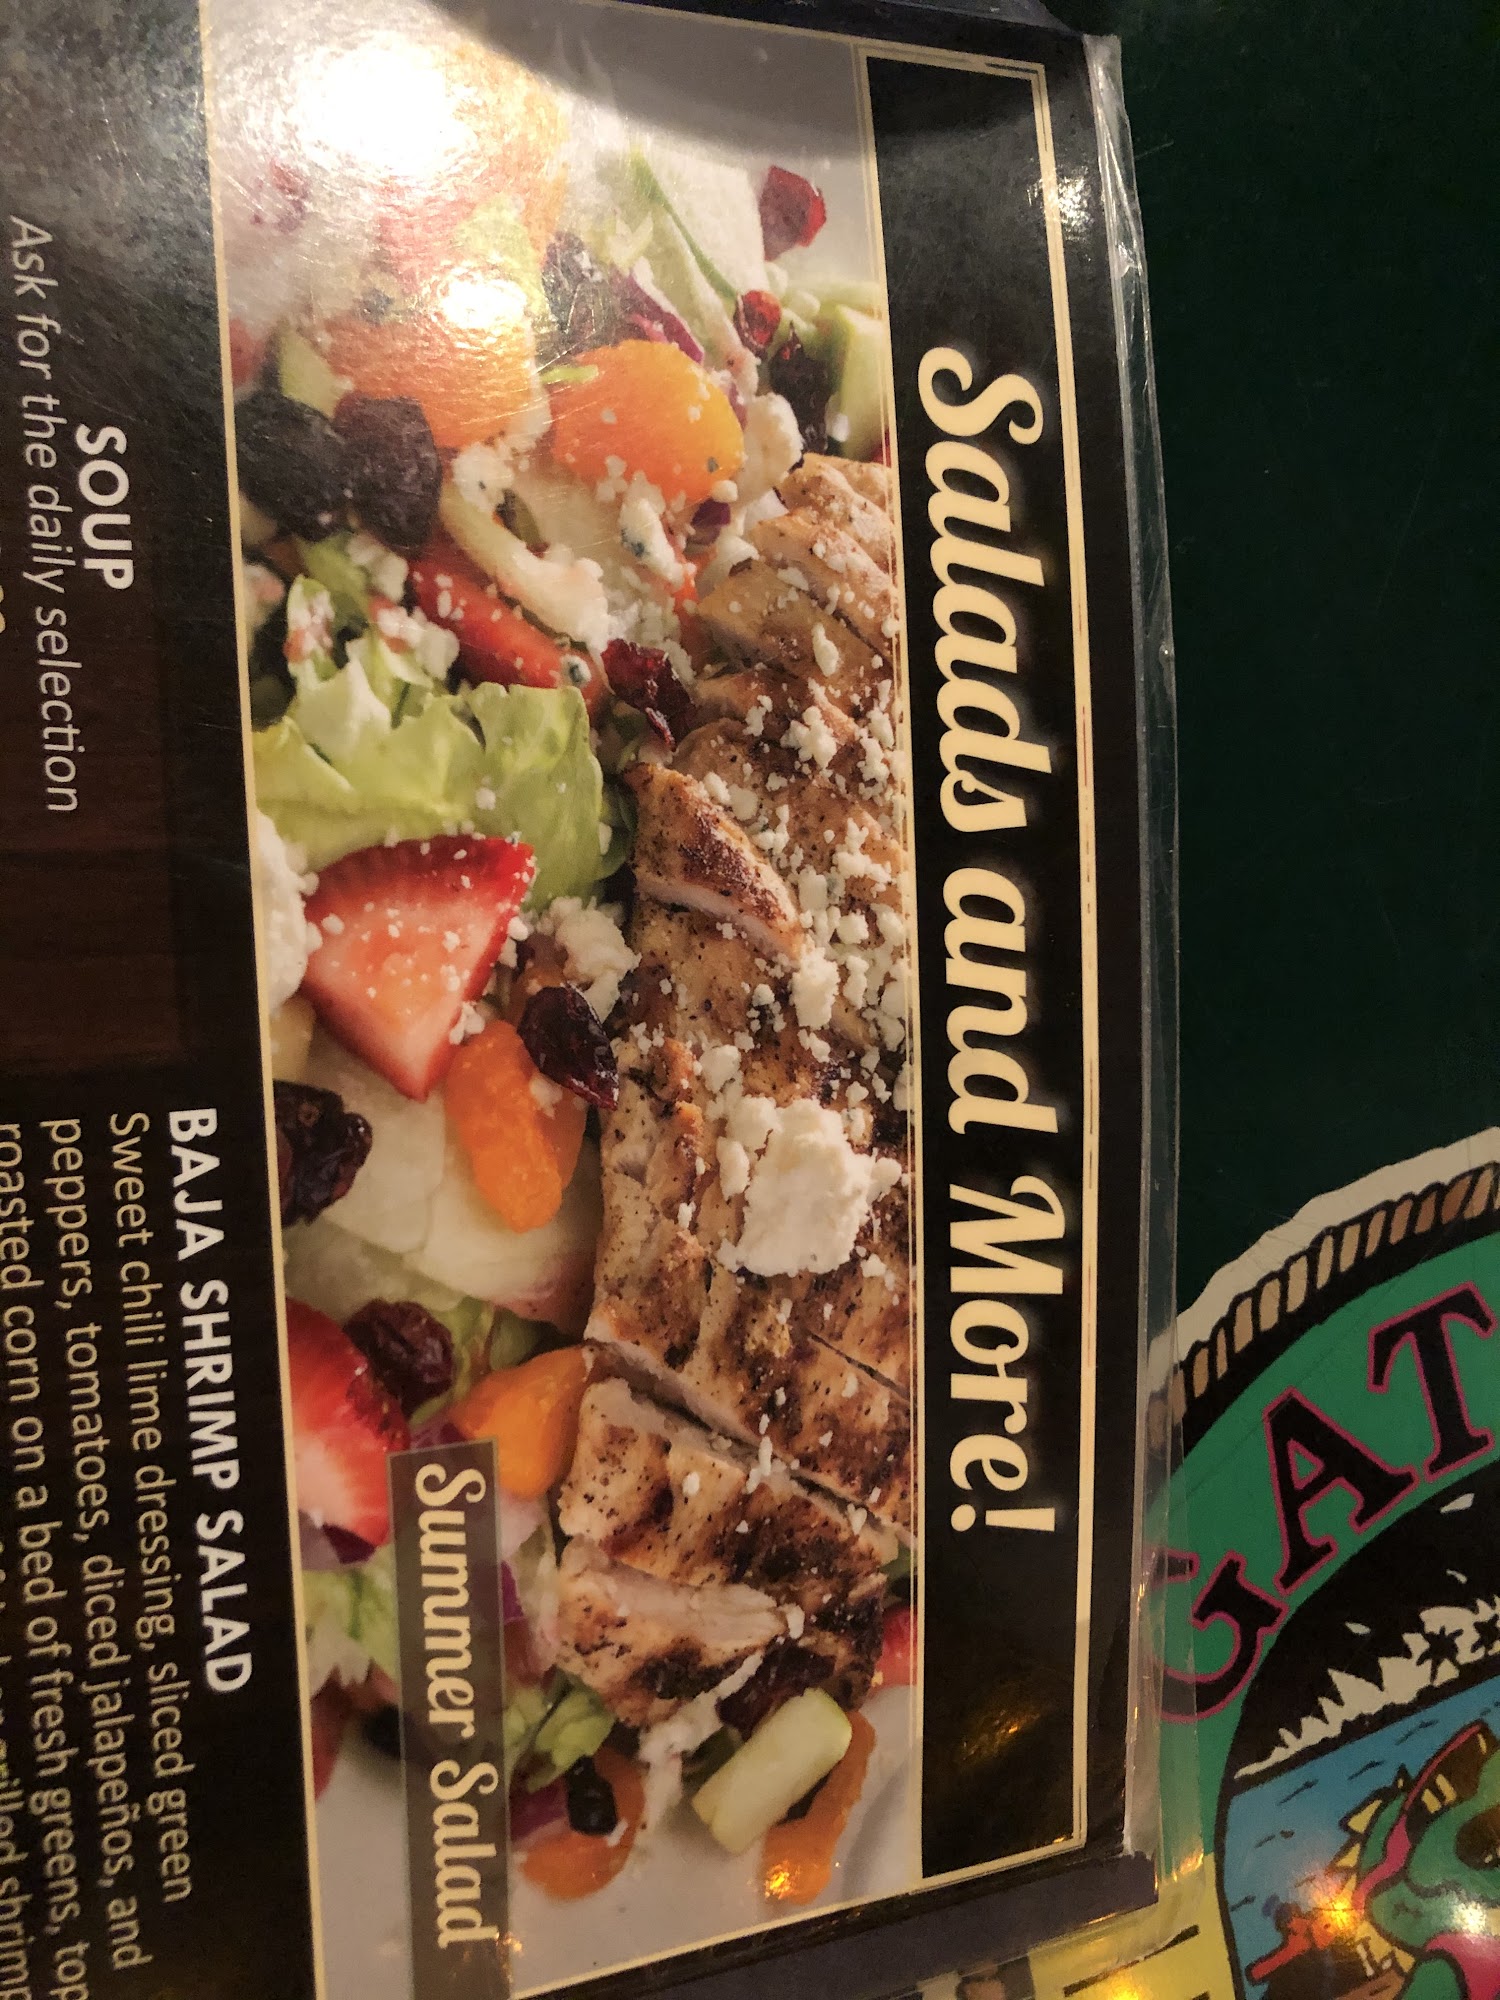 Salads and More!
Summer Salad
SOUP
Ask for the daily selection
BAJA SHRIMP SALAD
Sweet chili lime dressing, sliced green
peppers, tomatoes, diced jalapeños, and
roasted corn on a bed of fresh greens, top
GAT